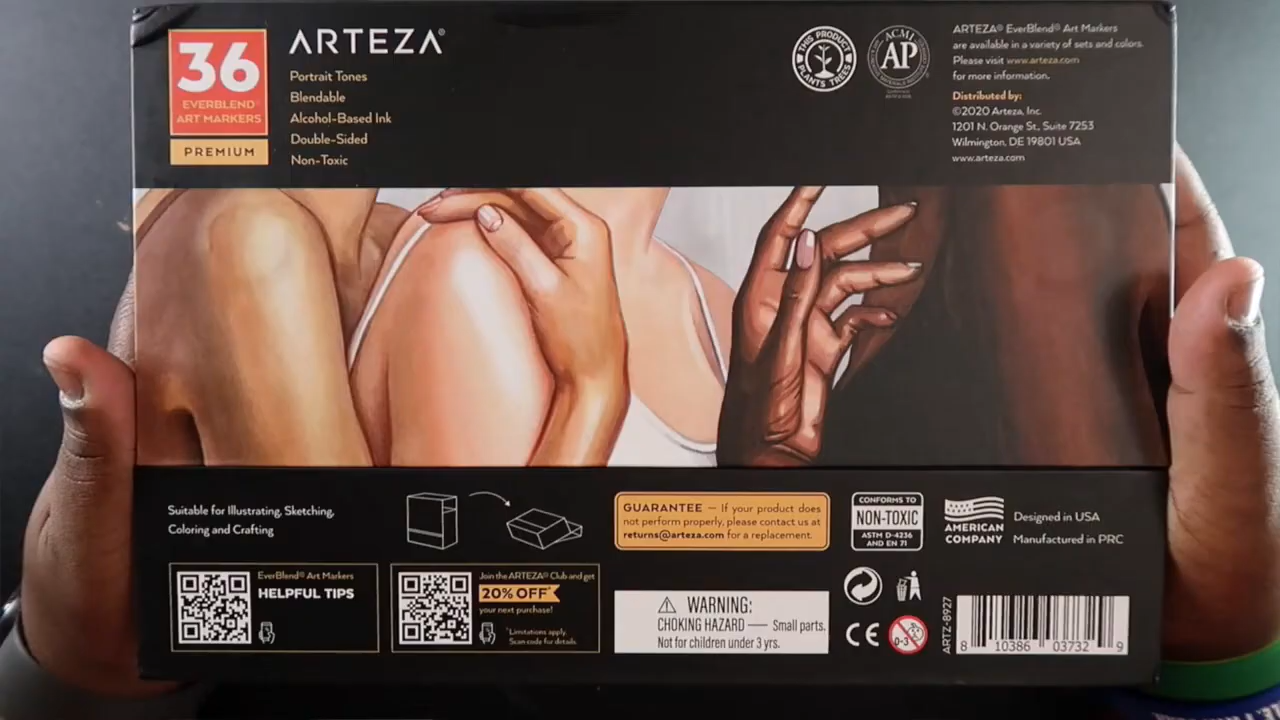 36
EVERBLEND®
ART MARKERS
PREMIUM
ARTEZA®
Portrait Tones
Blendable
Alcohol-Based Ink
Double-Sided
Non-Toxic
THIS PRODUCT
PLANTS TREES
ACMI
AP
ARTEZA® EverBlend® Art Markers
are available in a variety of sets and colors.
Please visit www.arteza.com
for more information.
Distributed by:
©2020 Arteza, Inc.
1201 N. Orange St., Suite 7253
Wilmington, DE 19801 USA
www.arteza.com
Suitable for Illustrating, Sketching,
Coloring and Crafting
GUARANTEE — If your product does
not perform properly, please contact us at
returns@arteza.com for a replacement.
CONFORMS TO
NON-TOXIC
ASTM D-4236
AND EN 71
AMERICAN
COMPANY
Designed in USA
Manufactured in PRC
EverBlend® Art Markers
HELPFUL TIPS
Join the ARTEZA® Club and get
20% OFF*
your next purchase!
*Limitations apply.
Scan code for details.
WARNING:
CHOKING HAZARD — Small parts.
Not for children under 3 yrs.
CE
0-3
ARTZ-8927
8 10386 03732 9